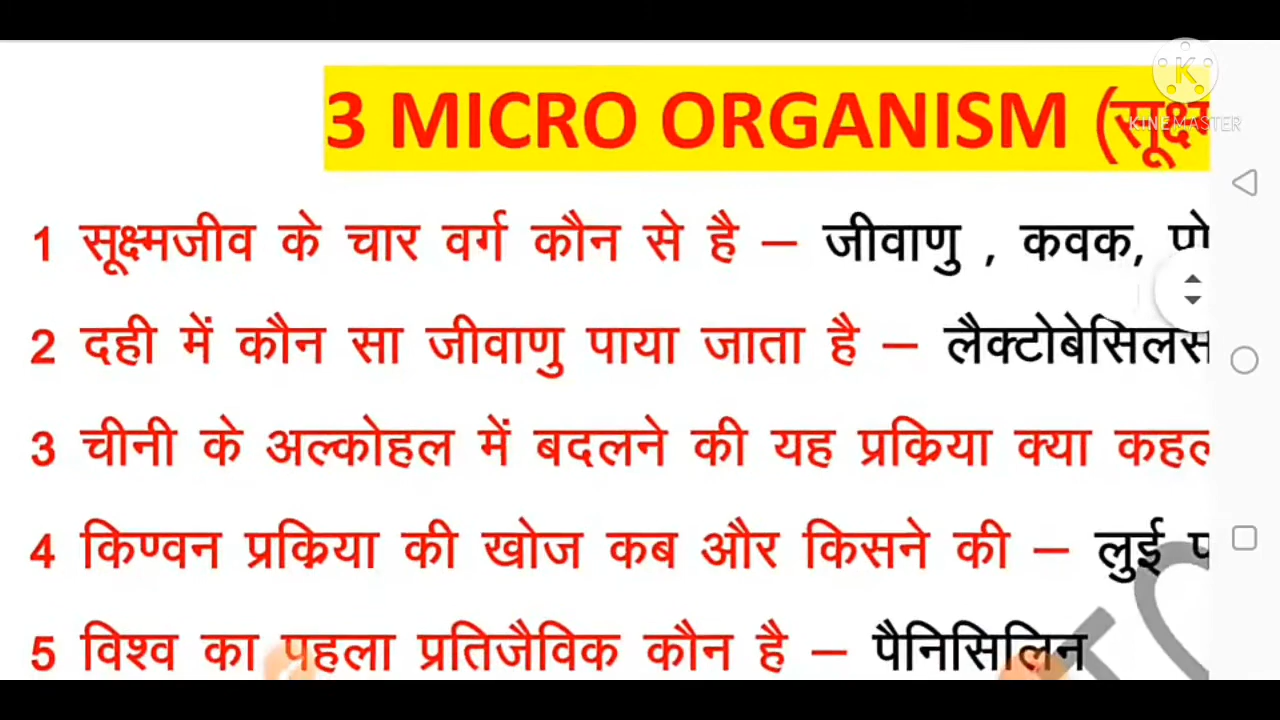 3 MICRO ORGANISM
KINEMASTER
1 सूक्ष्मजीव के चार वर्ग कौन से है – जीवाणु , कवक,
2 दही में कौन सा जीवाणु पाया जाता है – लैक्टोबेसिलस
3 चीनी के अल्कोहल में बदलने की यह प्रक्रिया क्या
4 किण्वन प्रक्रिया की खोज कब और किसने की – लुई
5 विश्व का पहला प्रतिजैविक कौन है – पैनिसिलिन